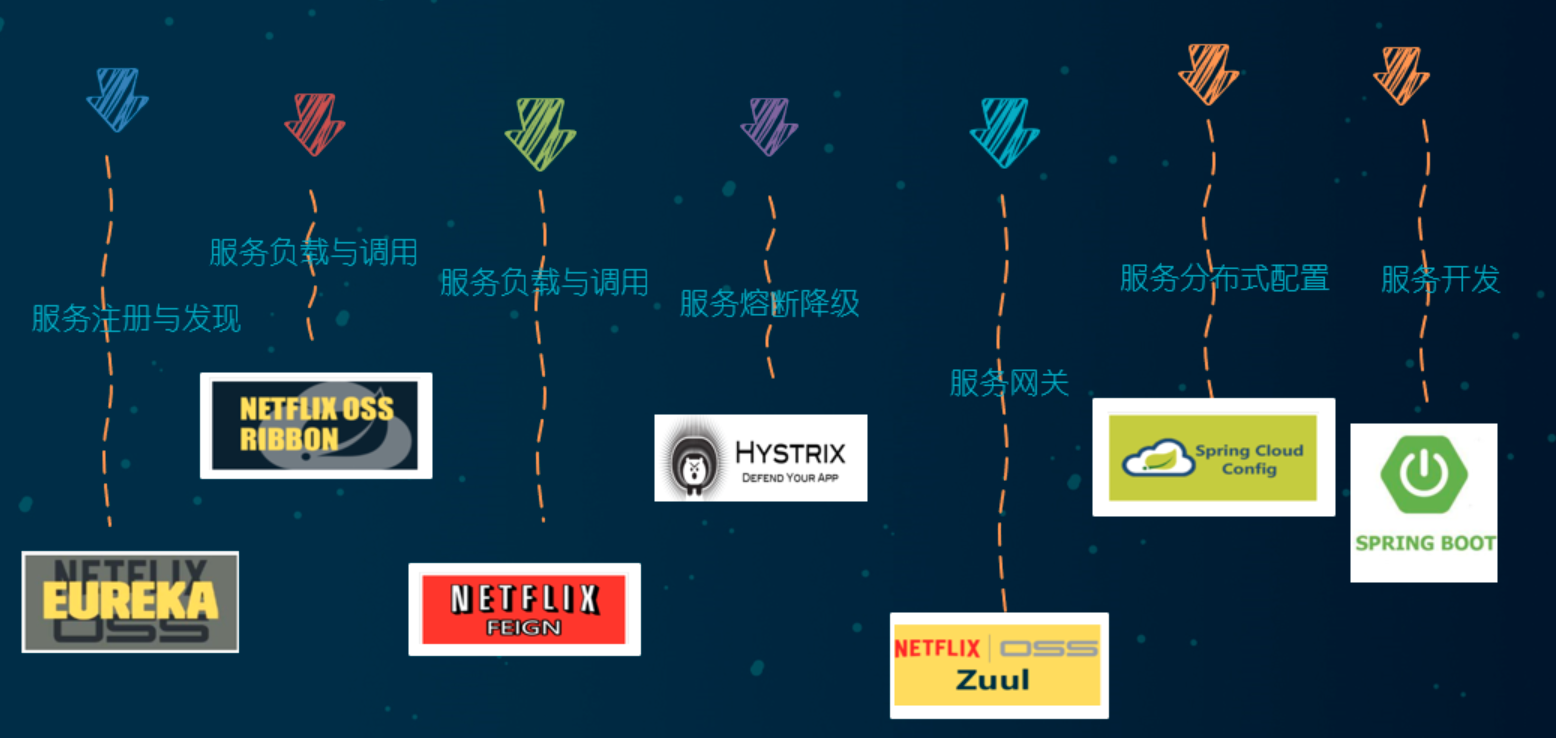 服务注册与发现
NETFLIX
EUREKA
OSS
服务负载与调用
NETFLIX OSS
RIBBON
服务负载与调用
NETFLIX
FEIGN
服务熔断降级
HYSTRIX
DEFEND YOUR APP
服务网关
NETFLIX | OSS
Zuul
服务分布式配置
Spring Cloud
Config
服务开发
SPRING BOOT